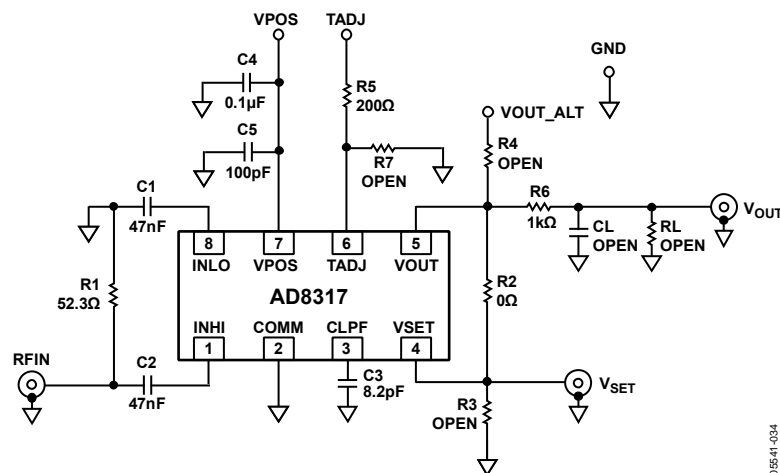 VPOS
TADJ
GND
C4
0.1µF
R5
200Ω
VOUT_ALT
R4
OPEN
C5
100pF
R7
OPEN
C1
47nF
R6
1kΩ
CL
OPEN
RL
OPEN
VOUT
8
7
6
5
INLO
VPOS
TADJ
VOUT
R1
52.3Ω
AD8317
R2
0Ω
INHI
COMM
CLPF
VSET
1
2
3
4
RFIN
C2
47nF
C3
8.2pF
R3
OPEN
VSET
05541-034